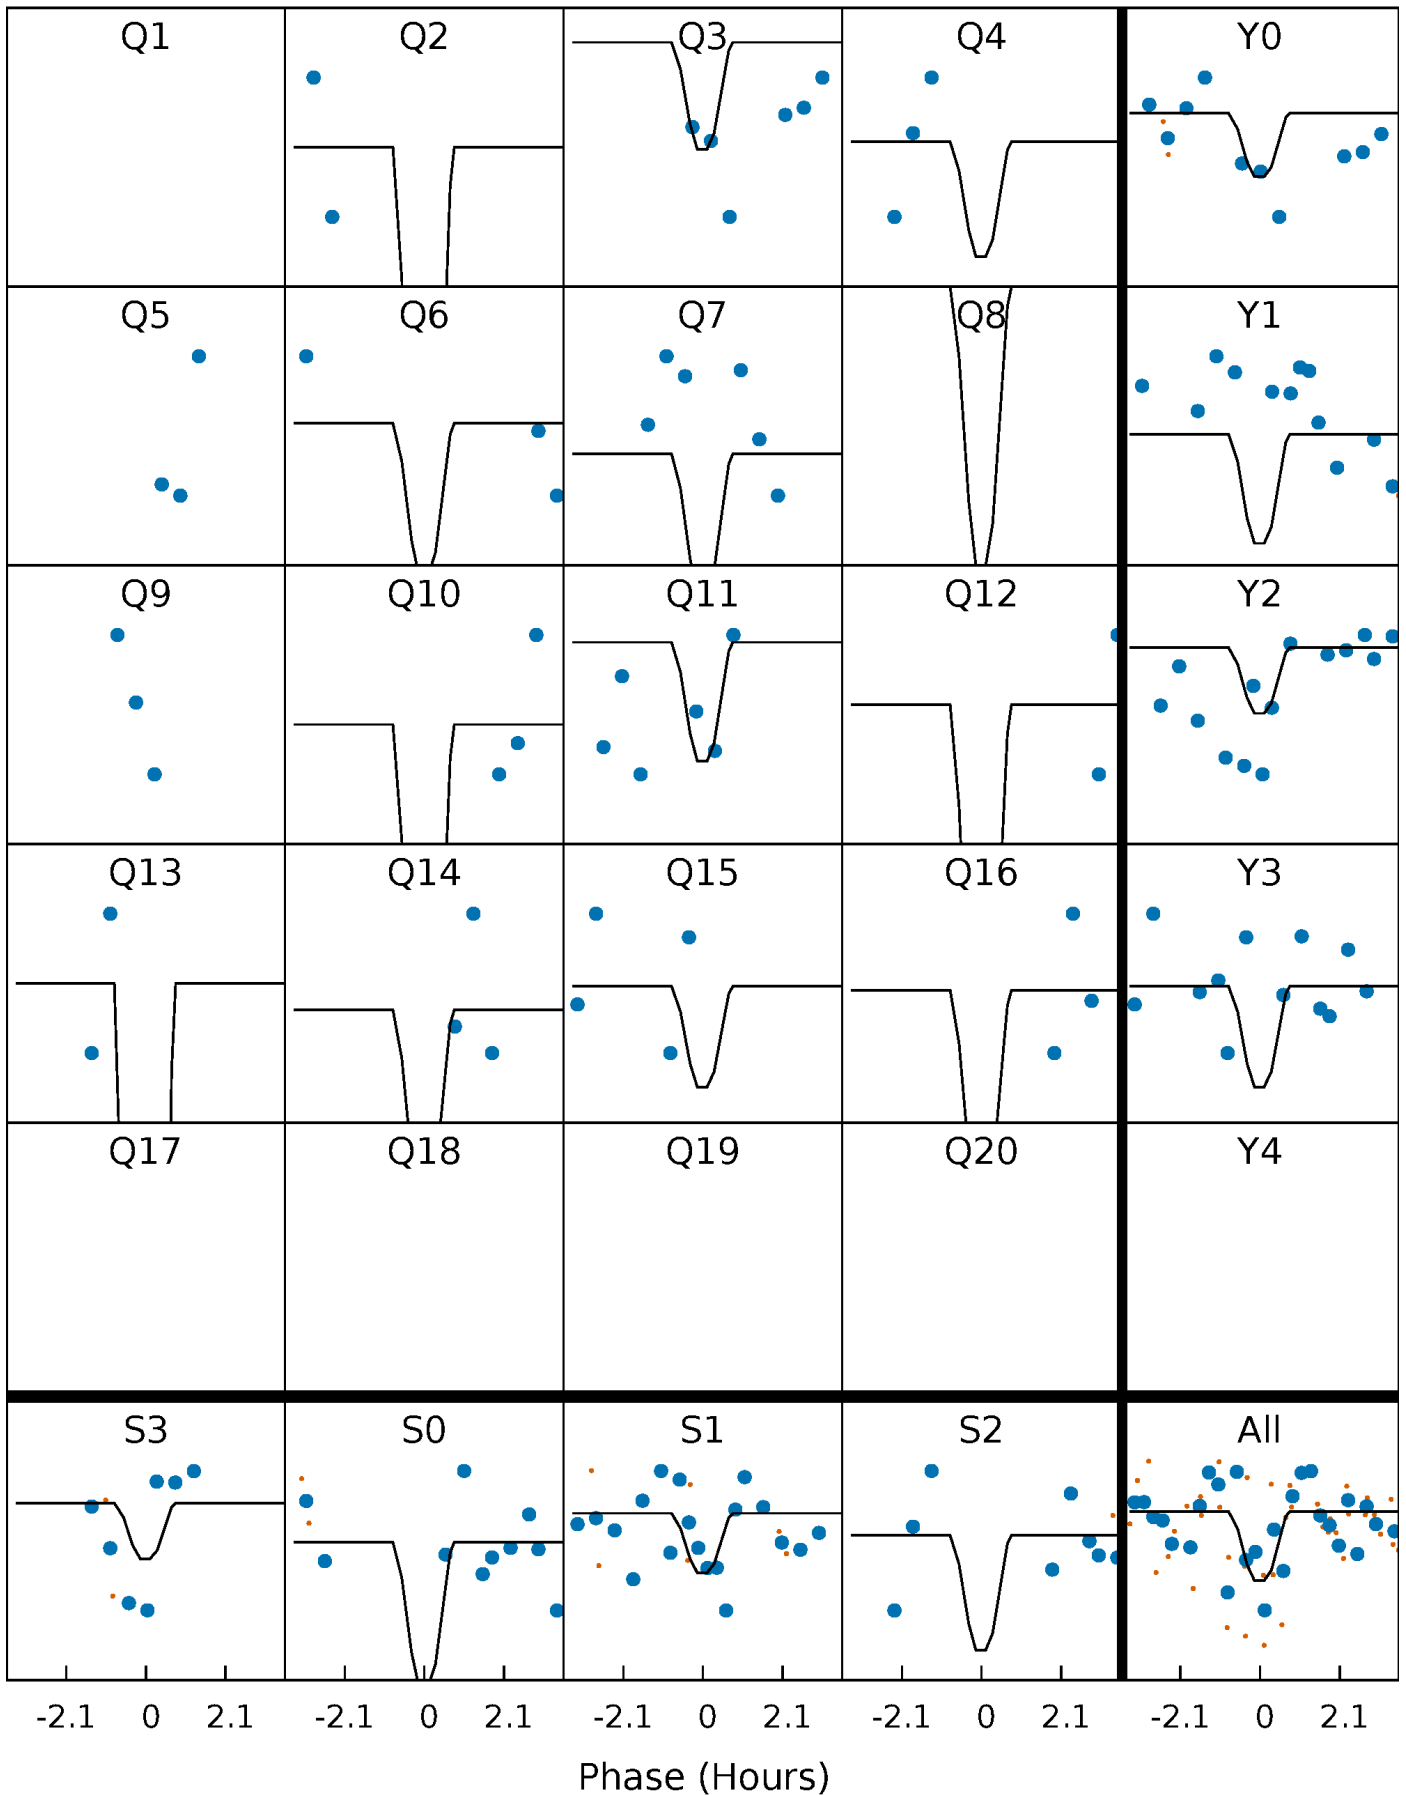 Q1 Q2 Q3 Q4 Y0
Q5 Q6 Q7 Q8 Y1
Q9 Q10 Q11 Q12 Y2
Q13 Q14 Q15 Q16 Y3
Q17 Q18 Q19 Q20 Y4
S3 S0 S1 S2 All
-2.1 0 2.1 -2.1 0 2.1 -2.1 0 2.1 -2.1 0 2.1 -2.1 0 2.1
Phase (Hours)